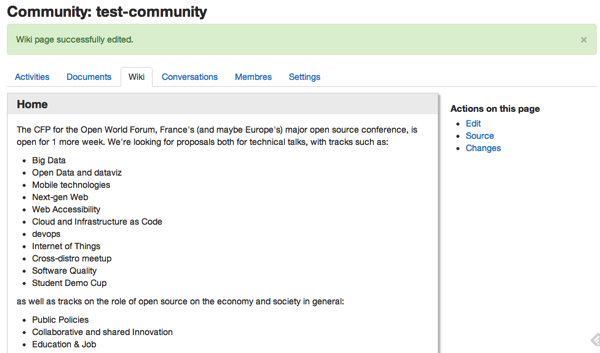 Community: test-community
Wiki page successfully edited.
×
Activities Documents Wiki Conversations Membres Settings
Home
The CFP for the Open World Forum, France's (and maybe Europe's) major open source conference, is
open for 1 more week. We're looking for proposals both for technical talks, with tracks such as:
• Big Data
• Open Data and dataviz
• Mobile technologies
• Next-gen Web
• Web Accessibility
• Cloud and Infrastructure as Code
• devops
• Internet of Things
• Cross-distro meetup
• Software Quality
• Student Demo Cup
as well as tracks on the role of open source on the economy and society in general:
• Public Policies
• Collaborative and shared Innovation
• Education & Job
Actions on this page
• Edit
• Source
• Changes